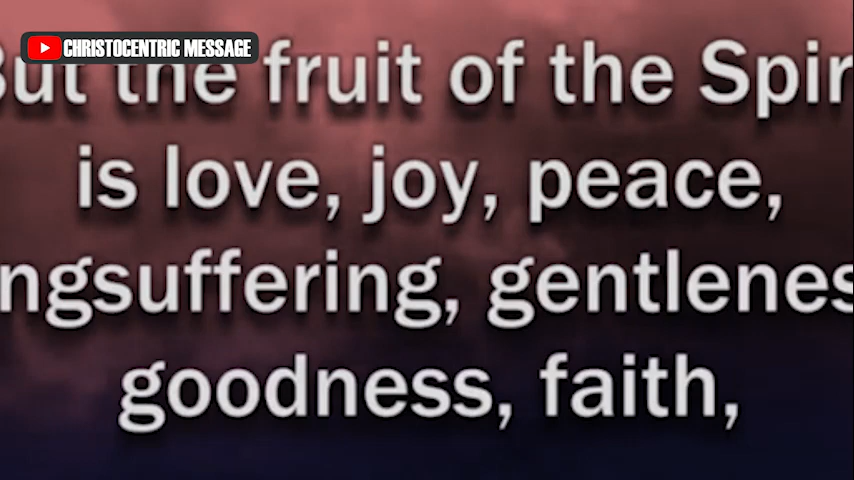 CHRISTOCENTRIC MESSAGE
But the fruit of the Spir
is love, joy, peace,
ngsuffering, gentlenes
goodness, faith,